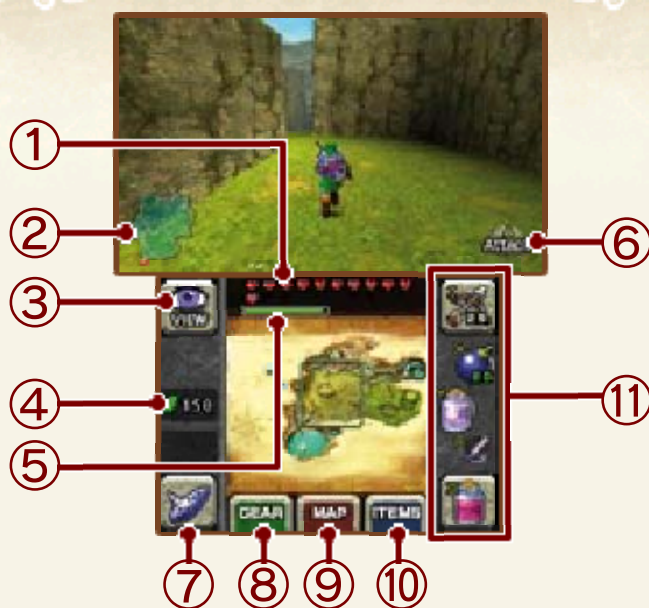 ①
②
ATTACK
⑥
③
VIEW
④
150
⑪
⑤
GEAR
MAP
ITEMS
⑦
⑧
⑨
⑩